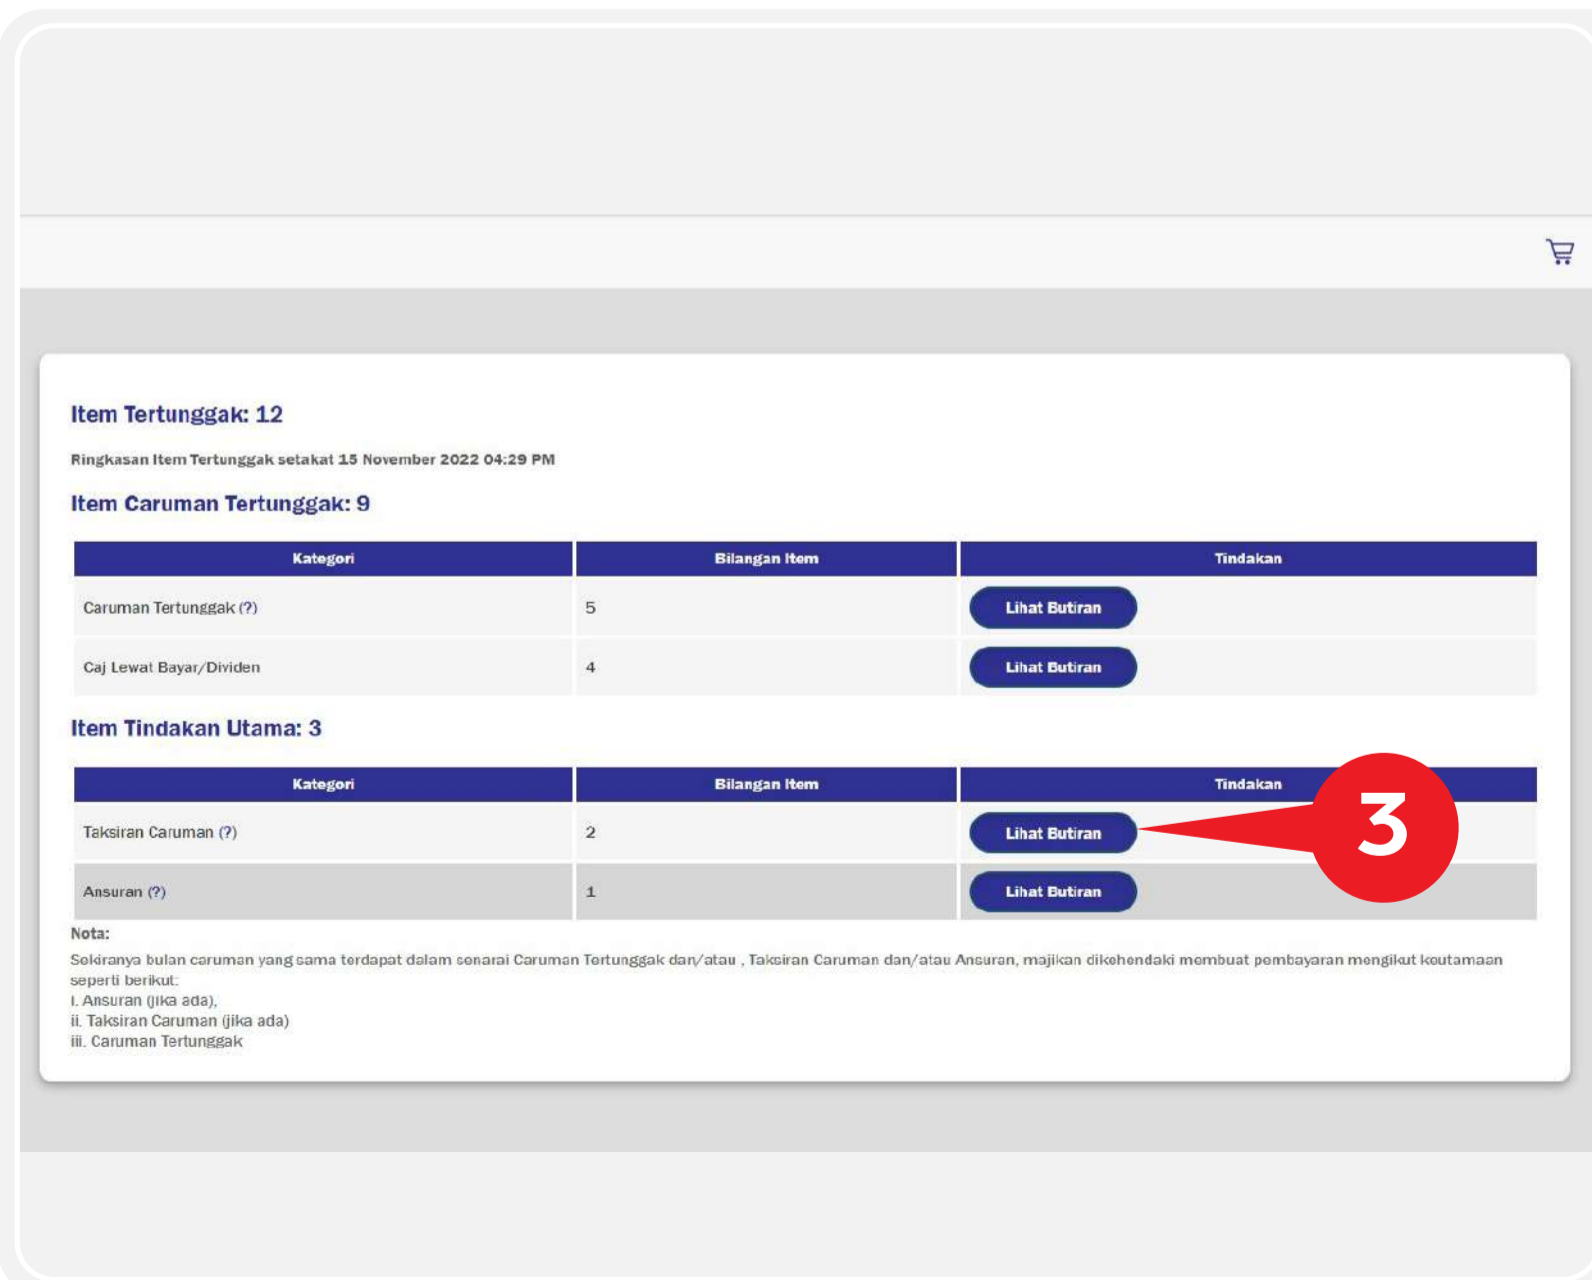 Item Tertunggak: 12
Ringkasan Item Tertunggak setakat 15 November 2022 04:29 PM
Item Caruman Tertunggak: 9
Kategori Bilangan Item Tindakan
Caruman Tertunggak (?) 5 Lihat Butiran
Caj Lewat Bayar/Dividen 4 Lihat Butiran
Item Tindakan Utama: 3
Kategori Bilangan Item Tindakan
Taksiran Caruman (?) 2 Lihat Butiran 3
Ansuran (?) 1 Lihat Butiran
Nota:
Sekiranya bulan caruman yang sama terdapat dalam senarai Caruman Tertunggak dan/atau , Taksiran Caruman dan/atau Ansuran, majikan dikehendaki membuat pembayaran mengikut keutamaan
seperti berikut:
i. Ansuran (jika ada),
ii. Taksiran Caruman (jika ada)
iii. Caruman Tertunggak